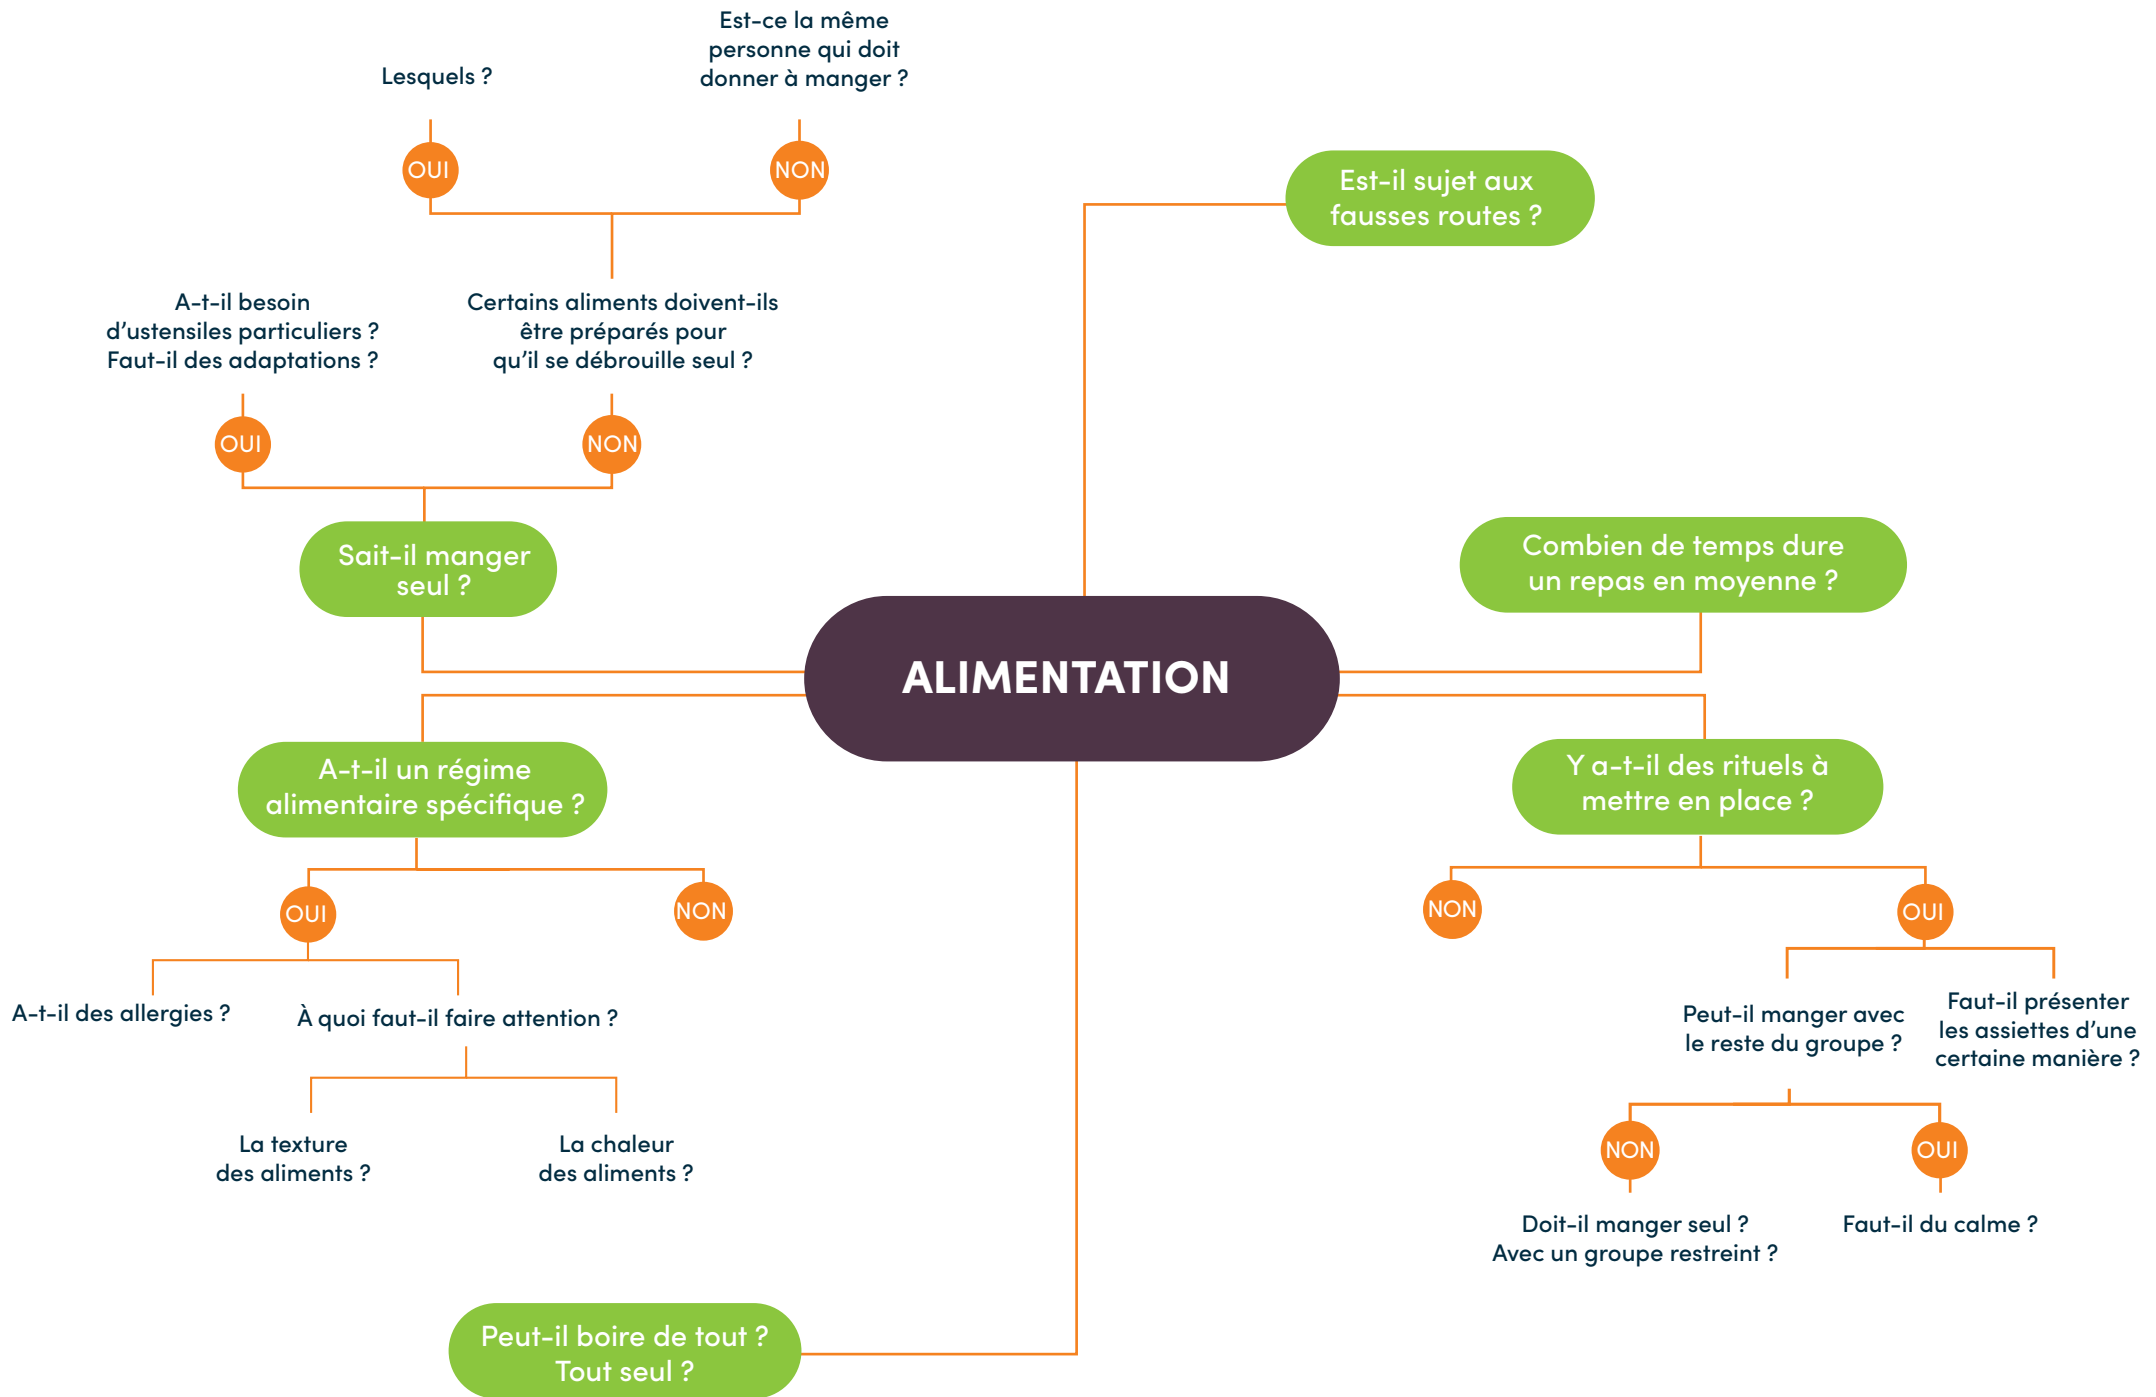 Est-ce la même
personne qui doit
donner à manger ?
Lesquels ?
OUI
NON
Est-il sujet aux
fausses routes ?
A-t-il besoin
d’ustensiles particuliers ?
Faut-il des adaptations ?
Certains aliments doivent-ils
être préparés pour
qu’il se débrouille seul ?
OUI
NON
Sait-il manger
seul ?
Combien de temps dure
un repas en moyenne ?
ALIMENTATION
A-t-il un régime
alimentaire spécifique ?
Y a-t-il des rituels à
mettre en place ?
OUI
NON
NON
OUI
A-t-il des allergies ?
À quoi faut-il faire attention ?
Peut-il manger avec
le reste du groupe ?
Faut-il présenter
les assiettes d’une
certaine manière ?
La texture
des aliments ?
La chaleur
des aliments ?
NON
OUI
Doit-il manger seul ?
Avec un groupe restreint ?
Faut-il du calme ?
Peut-il boire de tout ?
Tout seul ?